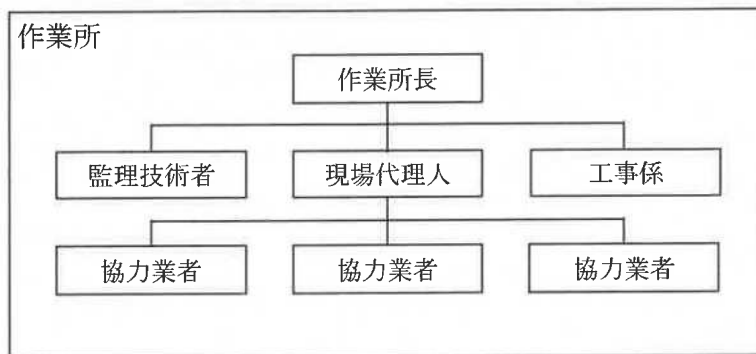 作業所
作業所長
監理技術者
現場代理人
工事係
協力業者
協力業者
協力業者